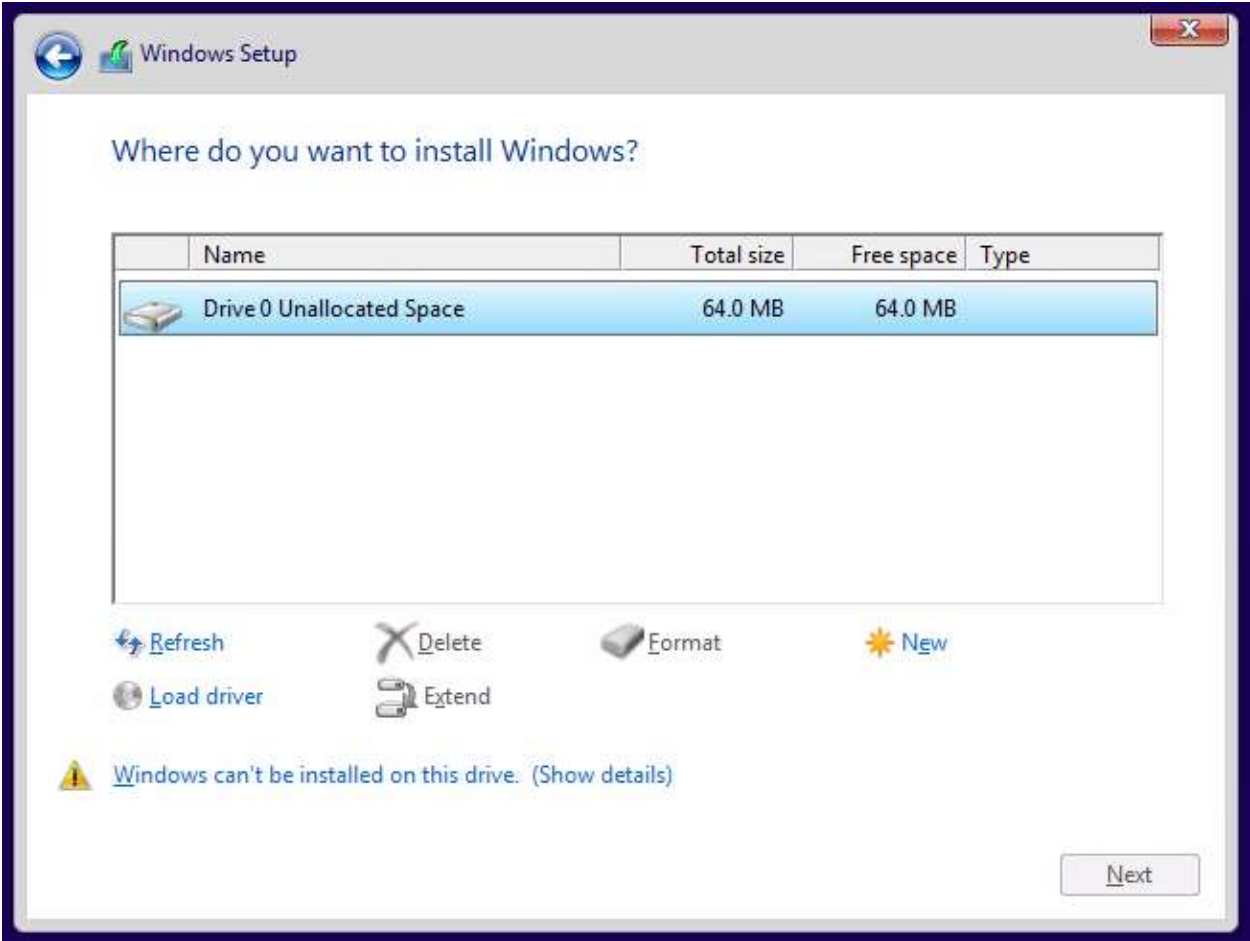 Windows Setup
Where do you want to install Windows?
Name Total size Free space Type
Drive 0 Unallocated Space 64.0 MB 64.0 MB
Refresh Delete Format New
Load driver Extend
Windows can't be installed on this drive. (Show details)
Next